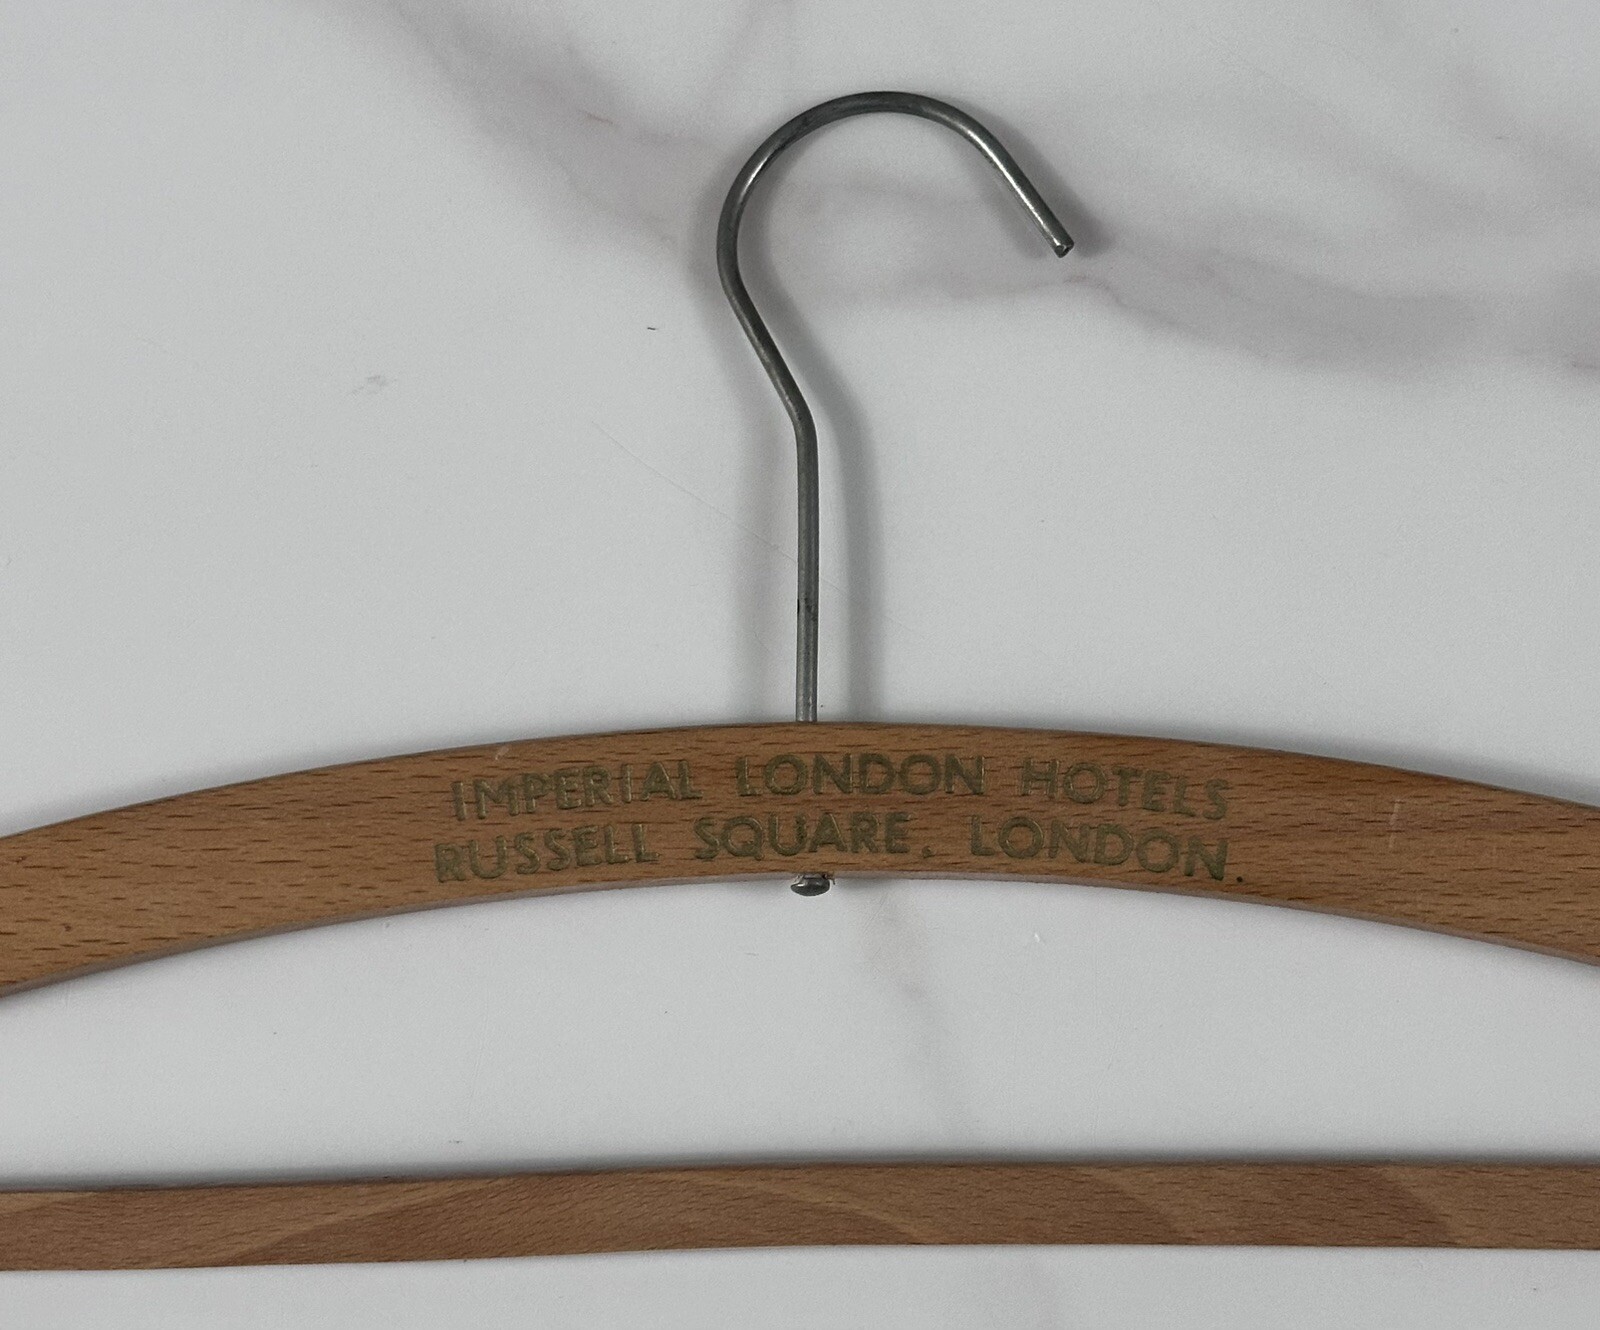 IMPERIAL LONDON HOTELS
RUSSELL SQUARE, LONDON.